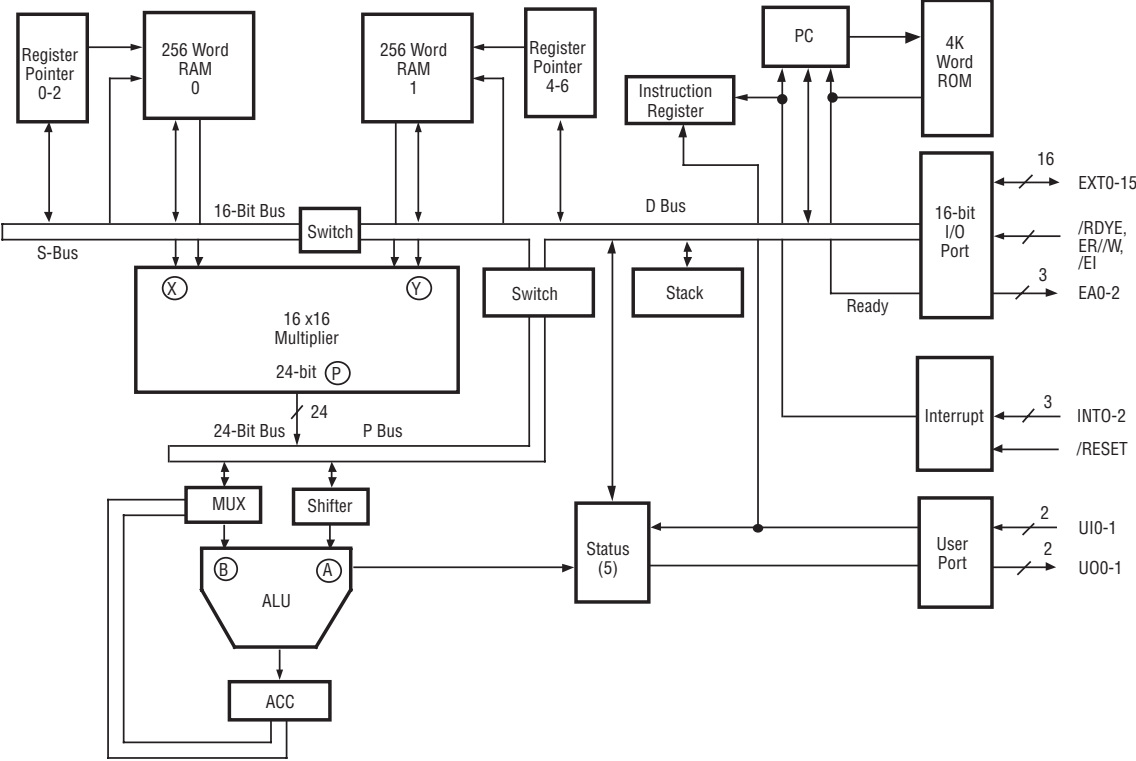 Register
Pointer
0-2
256 Word
RAM
0
256 Word
RAM
1
Register
Pointer
4-6
Instruction
Register
PC
4K
Word
ROM
16-Bit Bus
Switch
D Bus
S-Bus
16-bit
I/O
Port
16
EXT0-15
/RDYE,
ER//W,
/EI
3
EA0-2
Ready
X
Y
16 x16
Multiplier
24-bit P
Switch
Stack
24
24-Bit Bus
P Bus
Interrupt
3
INTO-2
/RESET
MUX
Shifter
B
A
ALU
Status
(5)
User
Port
2
UI0-1
2
UO0-1
ACC